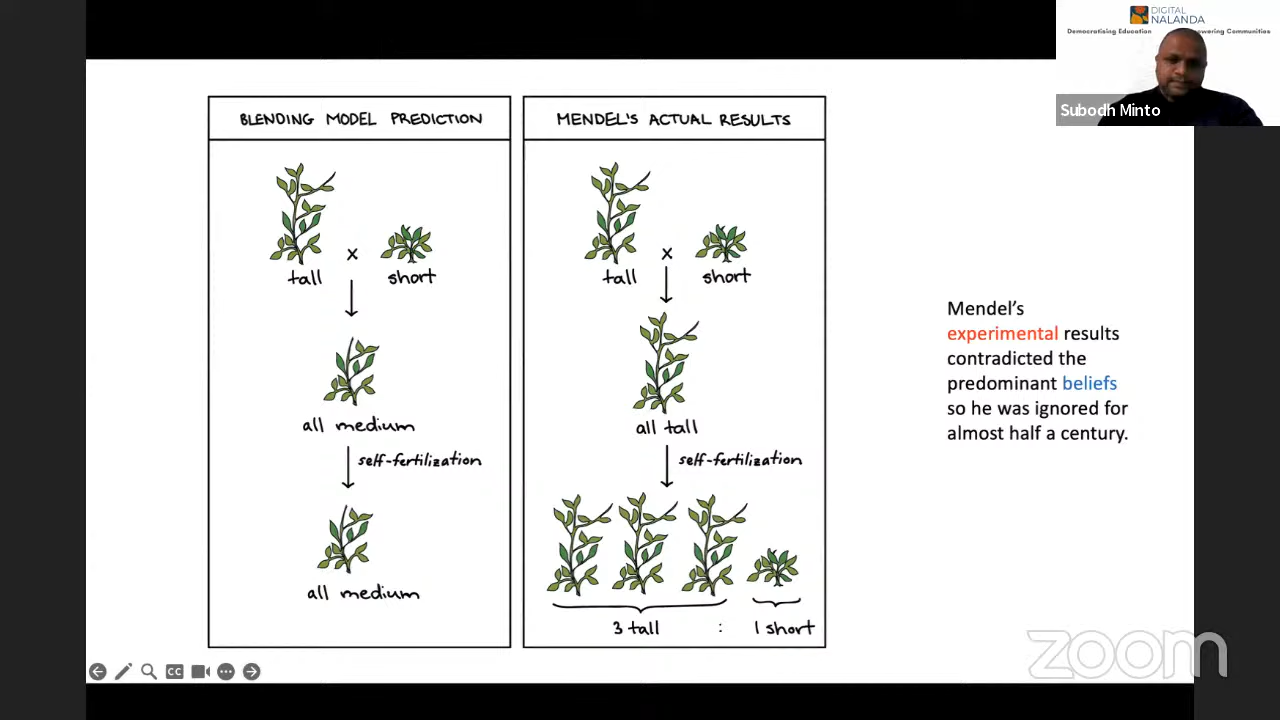 DIGITAL
NALANDA
Democratising Education
Communities
Subodh Minto
BLENDING MODEL PREDICTION
tall
x
short
all medium
self-fertilization
all medium
MENDEL'S ACTUAL RESULTS
tall
x
short
all tall
self-fertilization
3 tall : 1 short
Mendel's
experimental results
contradicted the
predominant beliefs
so he was ignored for
almost half a century.
CC
zoom